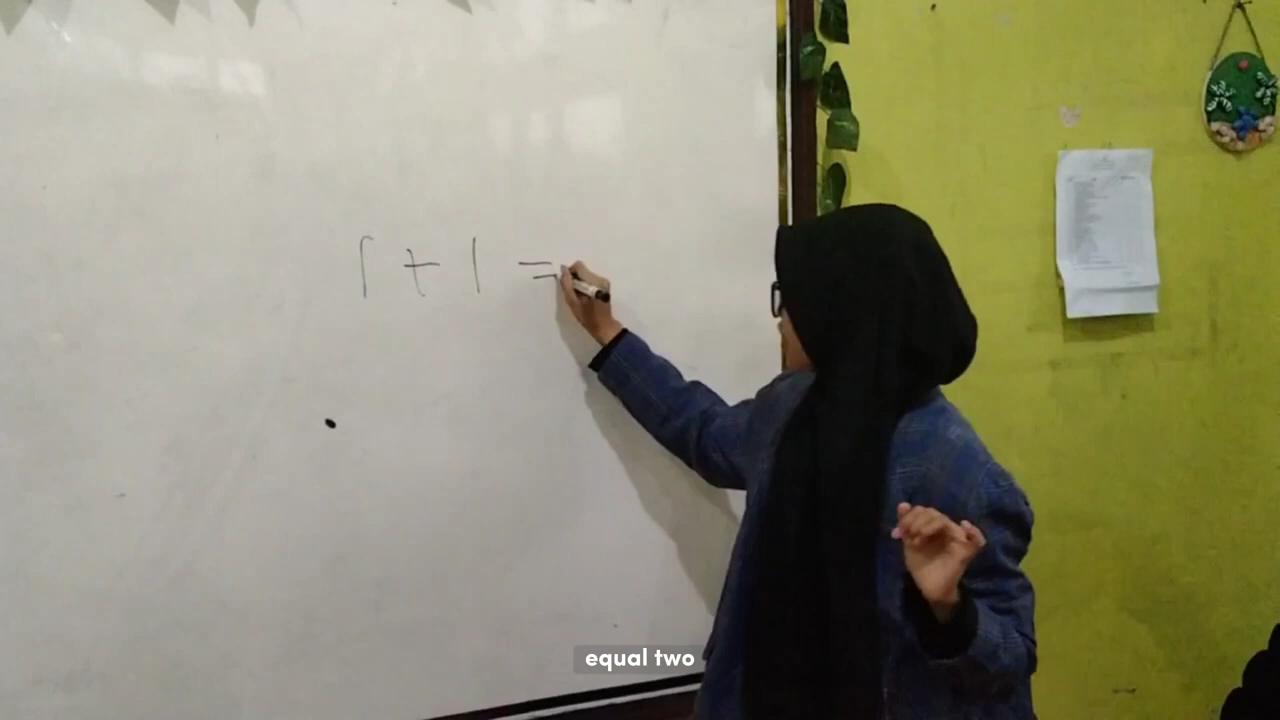 1 + 1 =
equal two